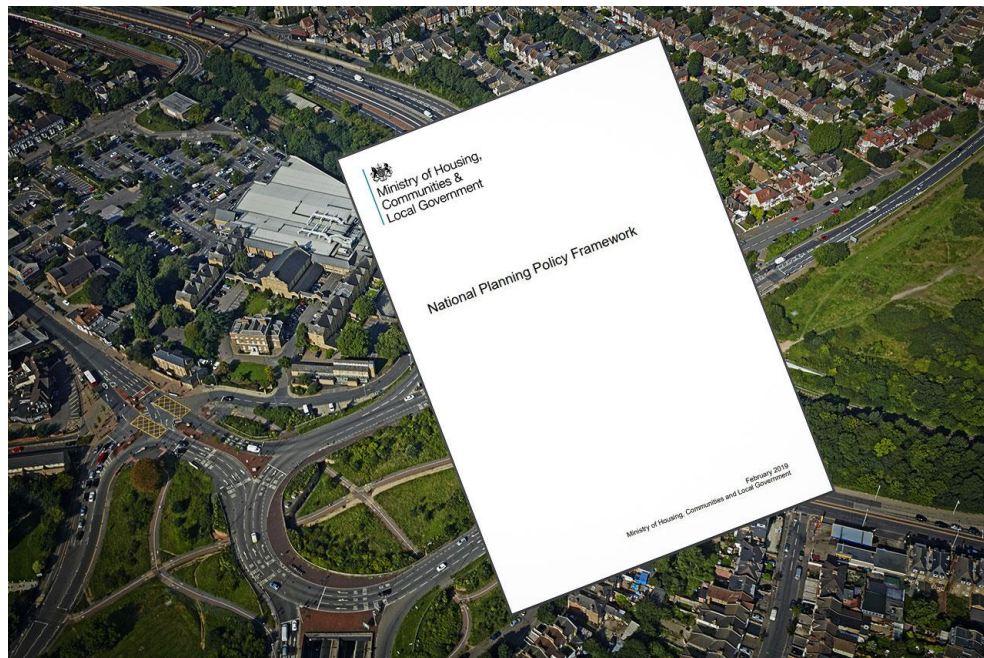 Ministry of Housing,
Communities &
Local Government
National Planning Policy Framework
February 2019
Ministry of Housing, Communities and Local Government